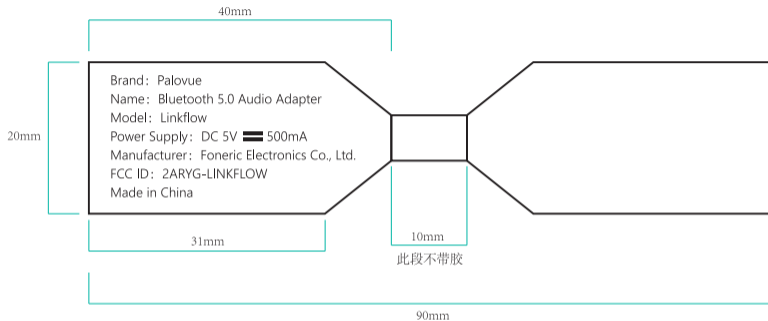 40mm
Brand：Palovue
Name：Bluetooth 5.0 Audio Adapter
Model：Linkflow
Power Supply：DC 5V 500mA
Manufacturer：Foneric Electronics Co., Ltd.
FCC ID：2ARYG-LINKFLOW
Made in China
20mm
31mm
10mm
此段不带胶
90mm